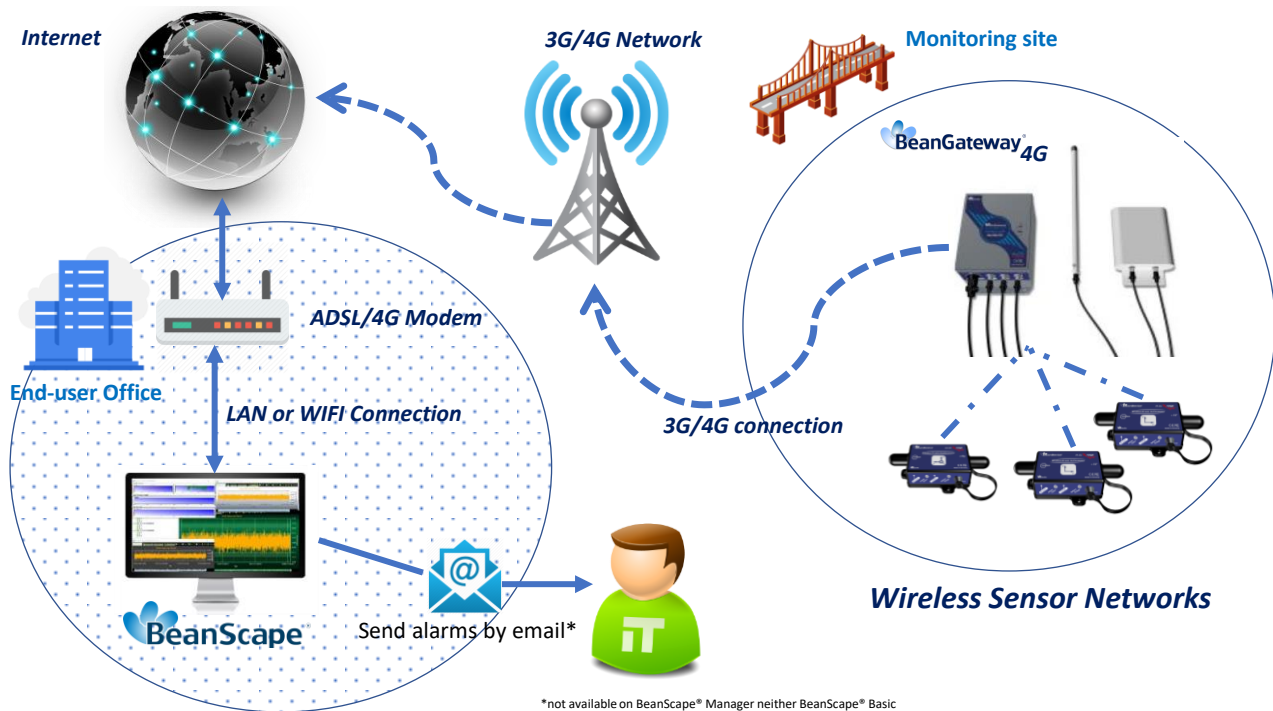 Internet
3G/4G Network
Monitoring site
BeanGateway® 4G
ADSL/4G Modem
End-user Office
LAN or WIFI Connection
3G/4G connection
@
Wireless Sensor Networks
BeanScape®
Send alarms by email*
iT
*not available on BeanScape® Manager neither BeanScape® Basic